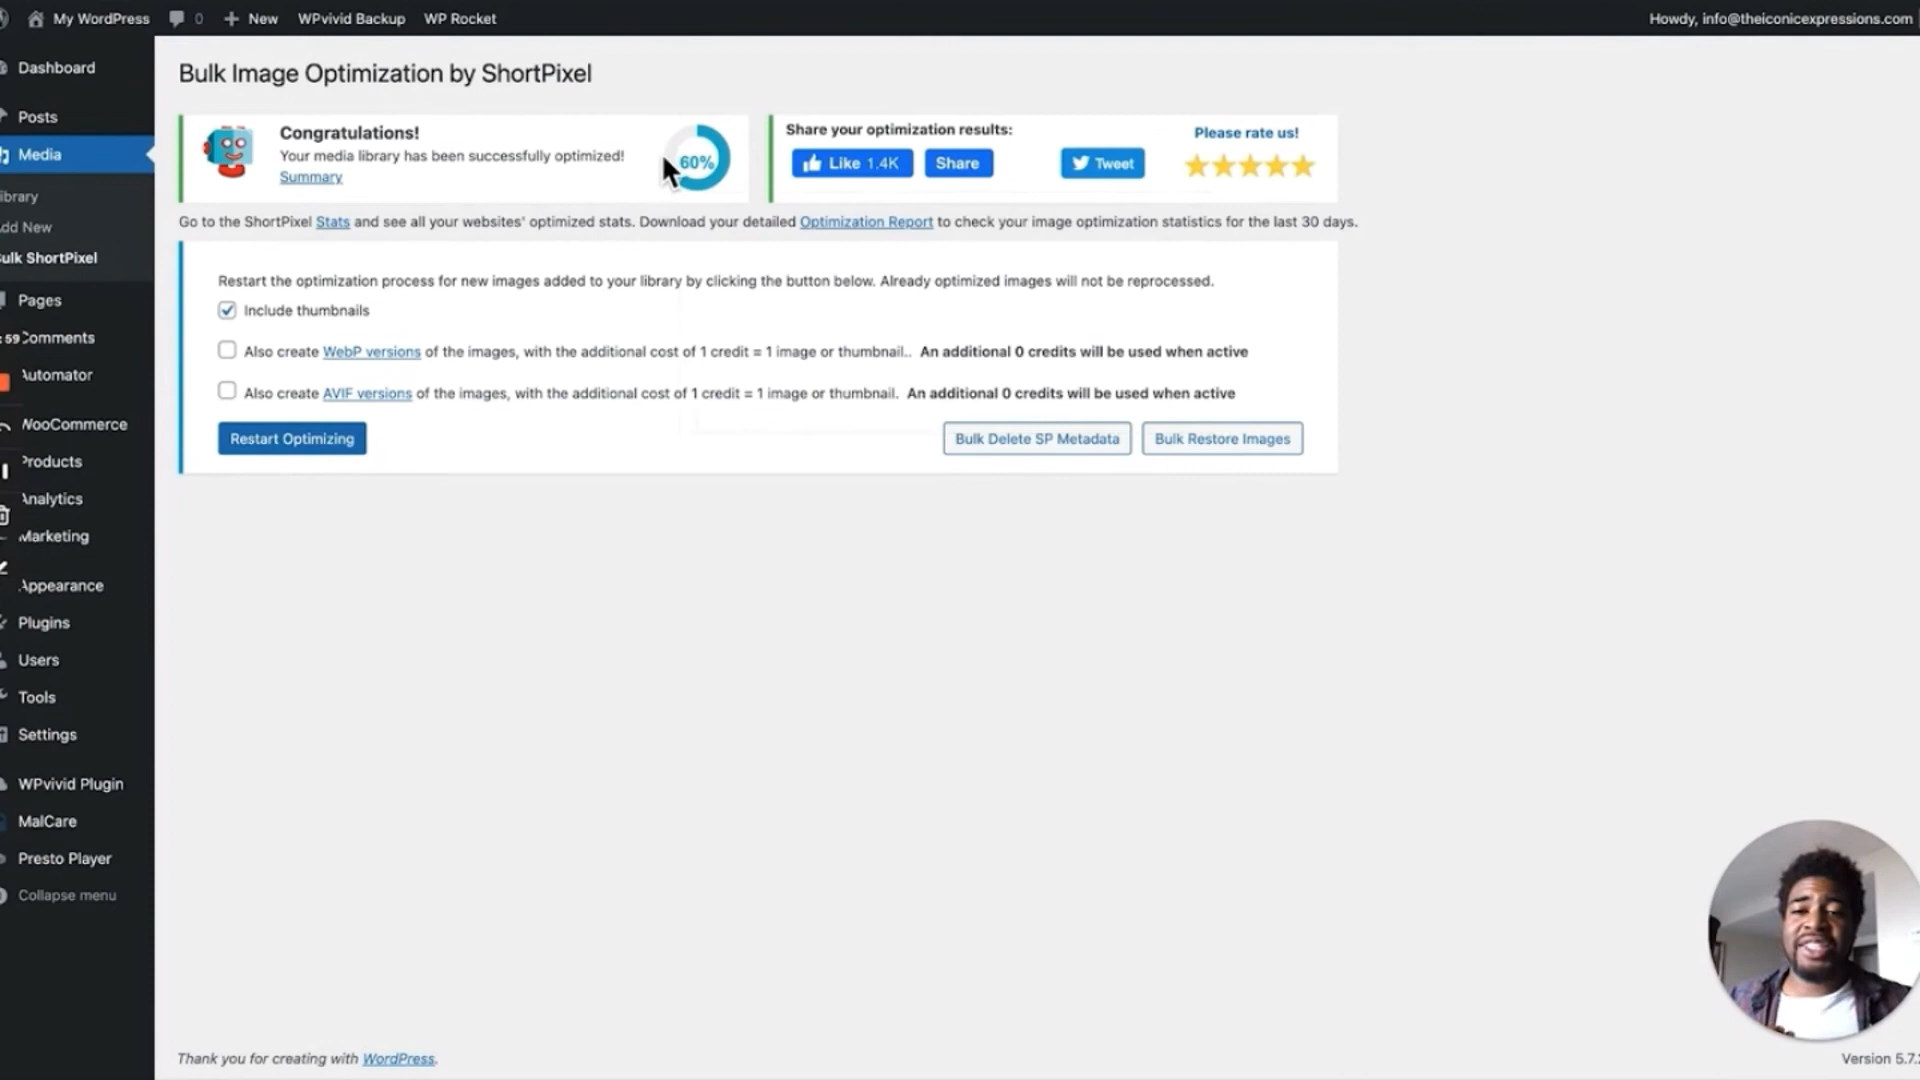 My WordPress 0 New WPvivid Backup WP Rocket Howdy, info@theiconicexpressions.com
Dashboard
Posts
Media
ibrary
dd New
ulk ShortPixel
Pages
:59 Comments
Automator
WooCommerce
Products
Analytics
Marketing
Appearance
Plugins
Users
Tools
Settings
WPvivid Plugin
MalCare
Presto Player
Collapse menu
Bulk Image Optimization by ShortPixel
Congratulations!
Your media library has been successfully optimized!
Summary
60%
Share your optimization results:
Like 1.4K Share Tweet
Please rate us!
Go to the ShortPixel Stats and see all your websites' optimized stats. Download your detailed Optimization Report to check your image optimization statistics for the last 30 days.
Restart the optimization process for new images added to your library by clicking the button below. Already optimized images will not be reprocessed.
Include thumbnails
Also create WebP versions of the images, with the additional cost of 1 credit = 1 image or thumbnail.. An additional 0 credits will be used when active
Also create AVIF versions of the images, with the additional cost of 1 credit = 1 image or thumbnail. An additional 0 credits will be used when active
Restart Optimizing Bulk Delete SP Metadata Bulk Restore Images
Thank you for creating with WordPress.
Version 5.7.